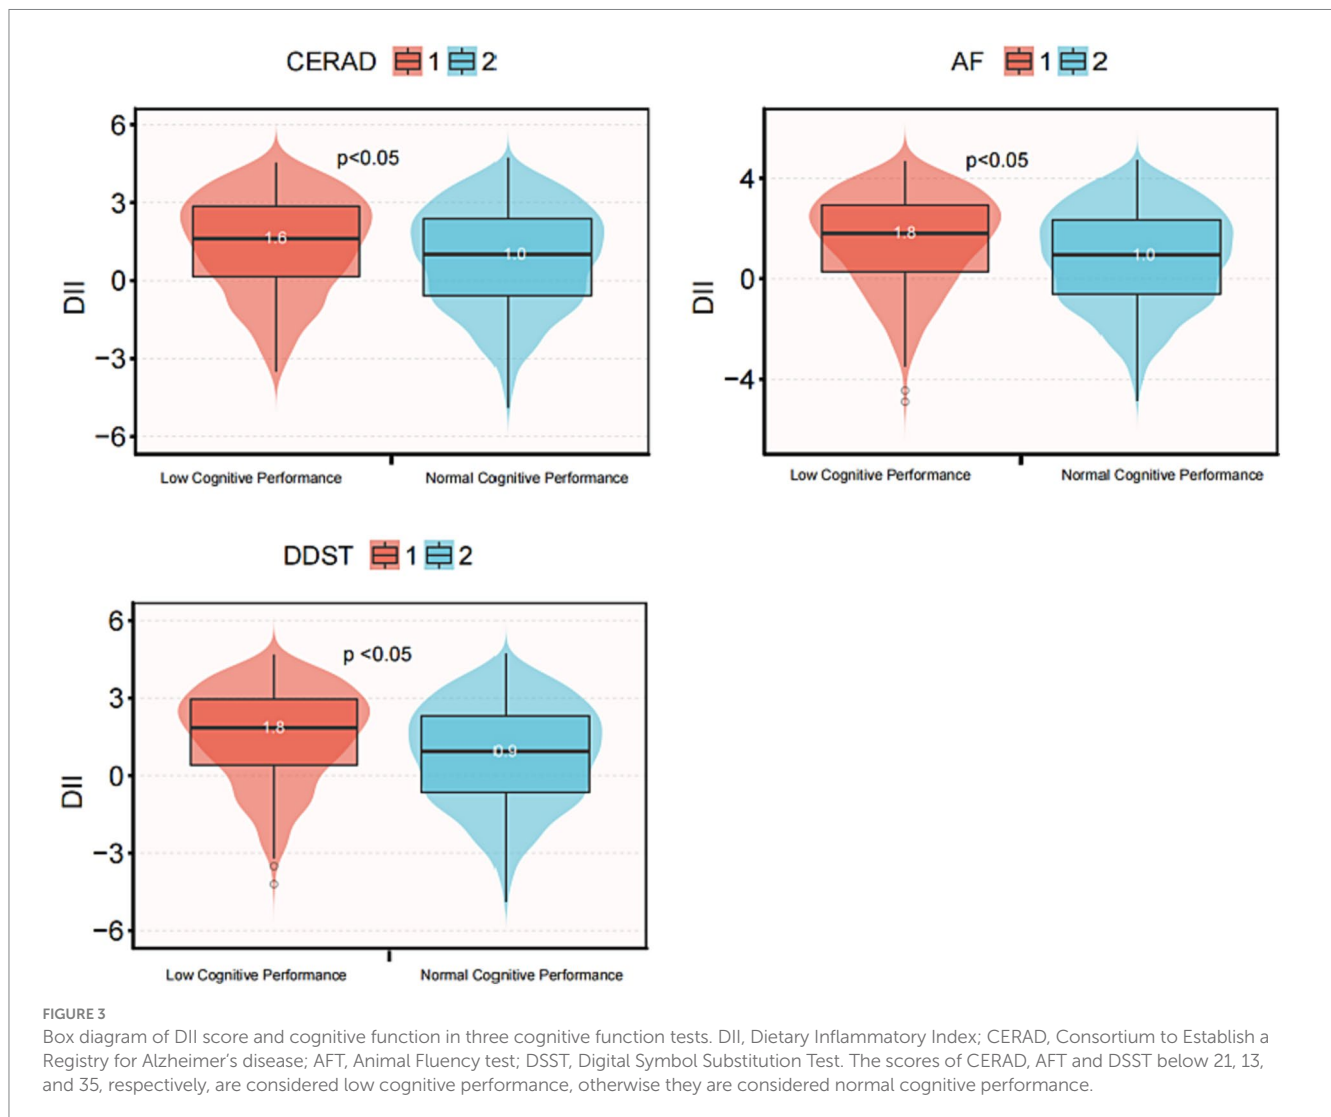 CERAD 1 2
6
3
0
−3
−6
DII
p<0.05
1.6
1.0
Low Cognitive Performance Normal Cognitive Performance
AF 1 2
4
0
−4
DII
p<0.05
1.8
1.0
Low Cognitive Performance Normal Cognitive Performance
DDST 1 2
6
3
0
−3
−6
DII
p <0.05
1.8
0.9
Low Cognitive Performance Normal Cognitive Performance
FIGURE 3
Box diagram of DII score and cognitive function in three cognitive function tests. DII, Dietary Inflammatory Index; CERAD, Consortium to Establish a
Registry for Alzheimer’s disease; AFT, Animal Fluency test; DSST, Digital Symbol Substitution Test. The scores of CERAD, AFT and DSST below 21, 13,
and 35, respectively, are considered low cognitive performance, otherwise they are considered normal cognitive performance.